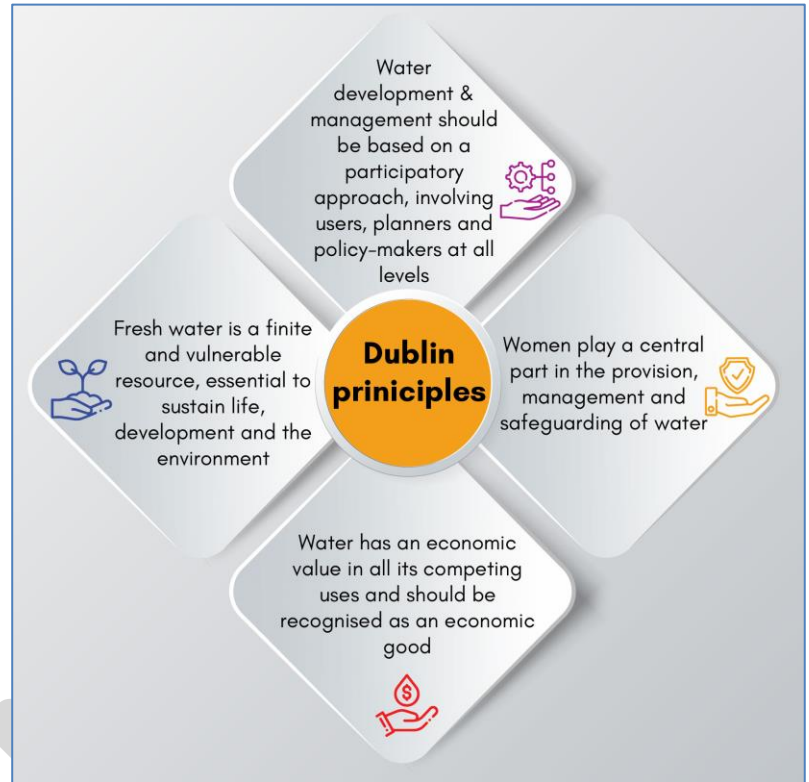 Water
development &
management should
be based on a
participatory
approach, involving
users, planners and
policy-makers at all
levels
Fresh water is a finite
and vulnerable
resource, essential to
sustain life,
development and the
environment
Dublin
priniciples
Women play a central
part in the provision,
management and
safeguarding of water
Water has an economic
value in all its competing
uses and should be
recognised as an economic
good
$